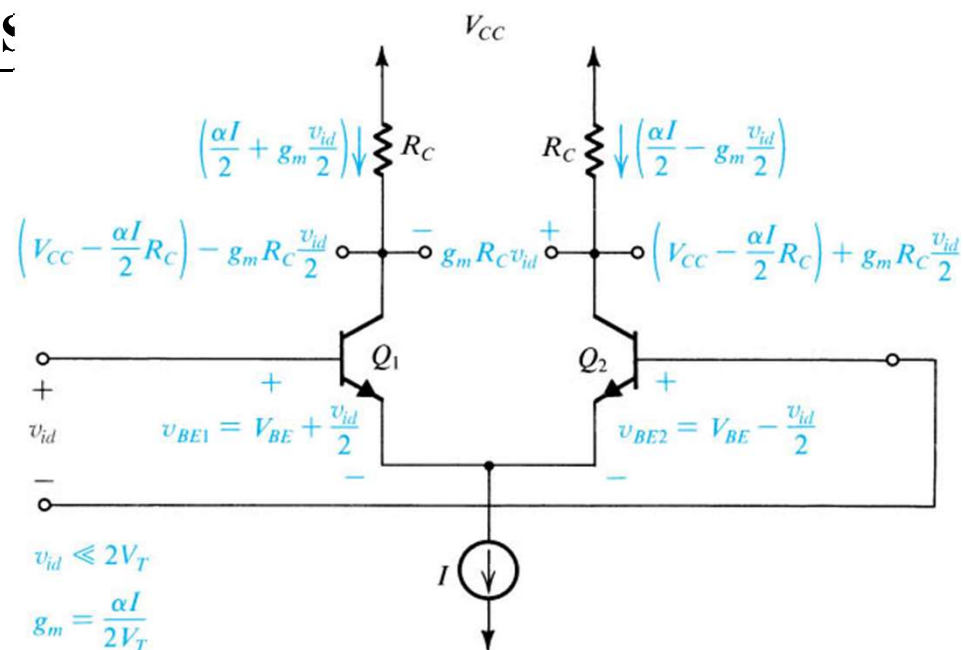 V_CC
(αI/2 + g_m v_id/2)
R_C
R_C
(αI/2 − g_m v_id/2)
(V_CC − αI/2 R_C) − g_m R_C v_id/2
− g_m R_C v_id +
(V_CC − αI/2 R_C) + g_m R_C v_id/2
Q_1
Q_2
+
v_id
−
+
v_BE1 = V_BE + v_id/2
−
+
v_BE2 = V_BE − v_id/2
−
v_id ≪ 2V_T
g_m = αI/2V_T
I